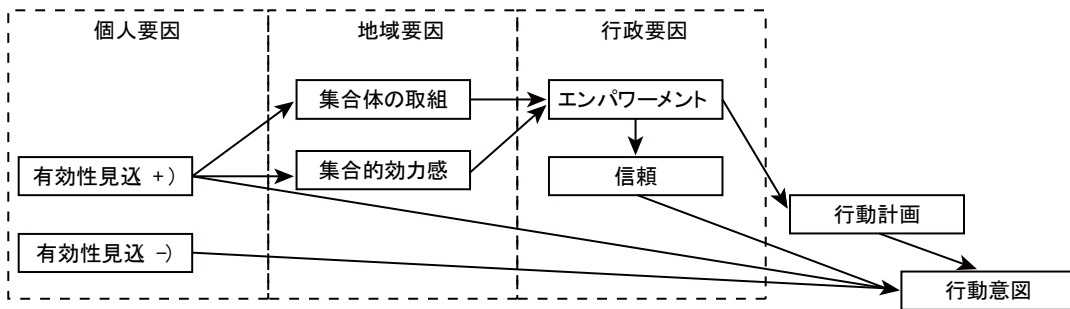 個人要因
地域要因
行政要因
集合体の取組
エンパワーメント
有効性見込 +)
集合的効力感
信頼
行動計画
有効性見込 -)
行動意図